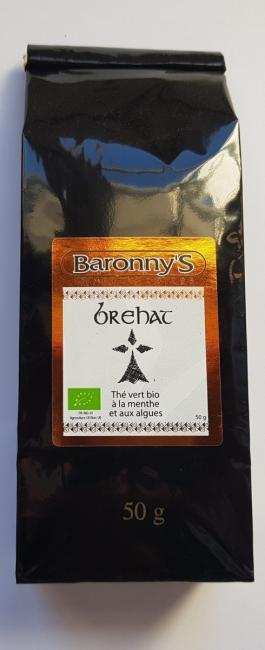 Baronny'S
brehat
Thé vert bio
à la menthe
et aux algues
50 g
50 g